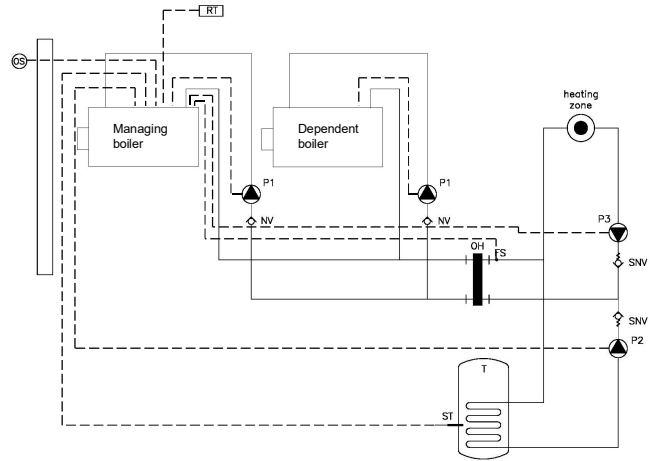 RT
OS
heating
zone
Managing
boiler
Dependent
boiler
P1
P1
NV
NV
P3
OH
FS
SNV
SNV
P2
T
ST